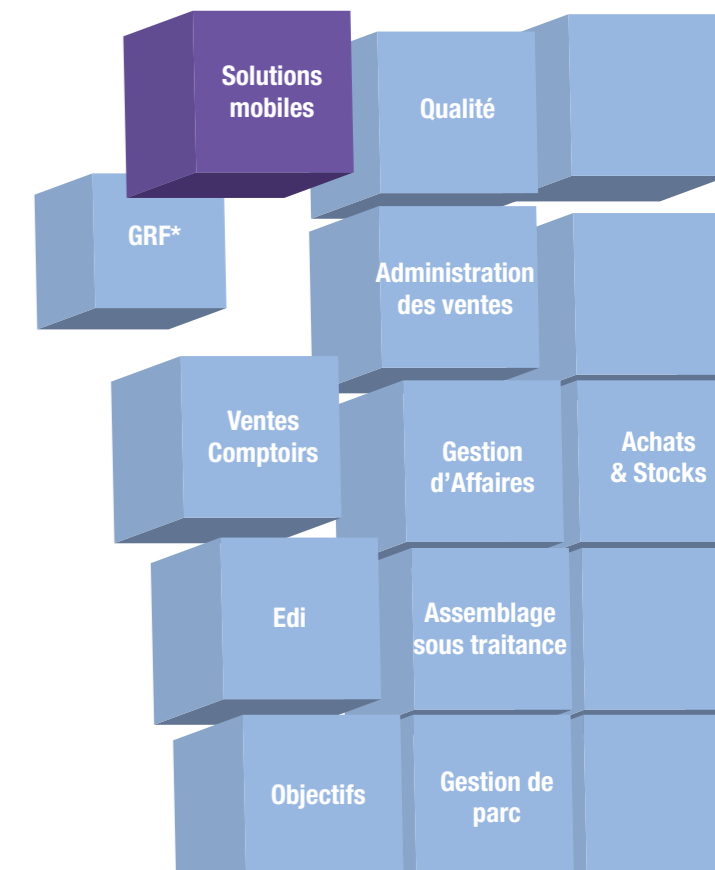 Solutions
mobiles
Qualité
GRF*
Administration
des ventes
Ventes
Comptoirs
Gestion
d'Affaires
Achats
& Stocks
Edi
Assemblage
sous traitance
Objectifs
Gestion de
parc